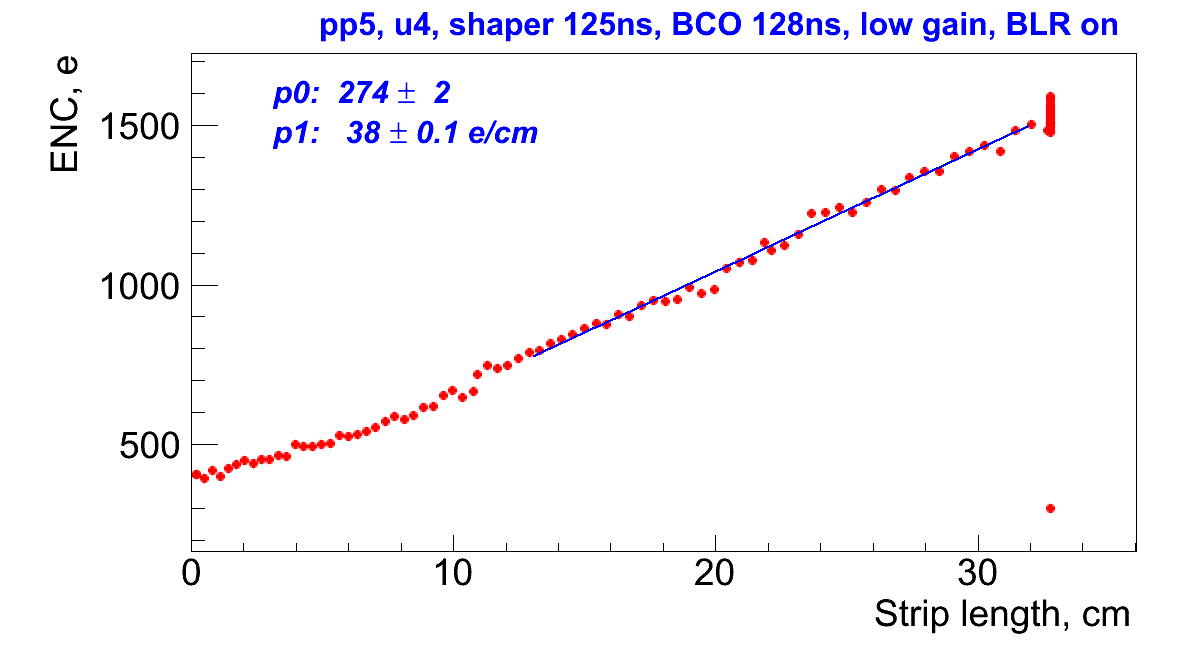 pp5, u4, shaper 125ns, BCO 128ns, low gain, BLR on
ENC, e
p0: 274 ± 2
p1: 38 ± 0.1 e/cm
1500
1000
500
0 10 20 30
Strip length, cm